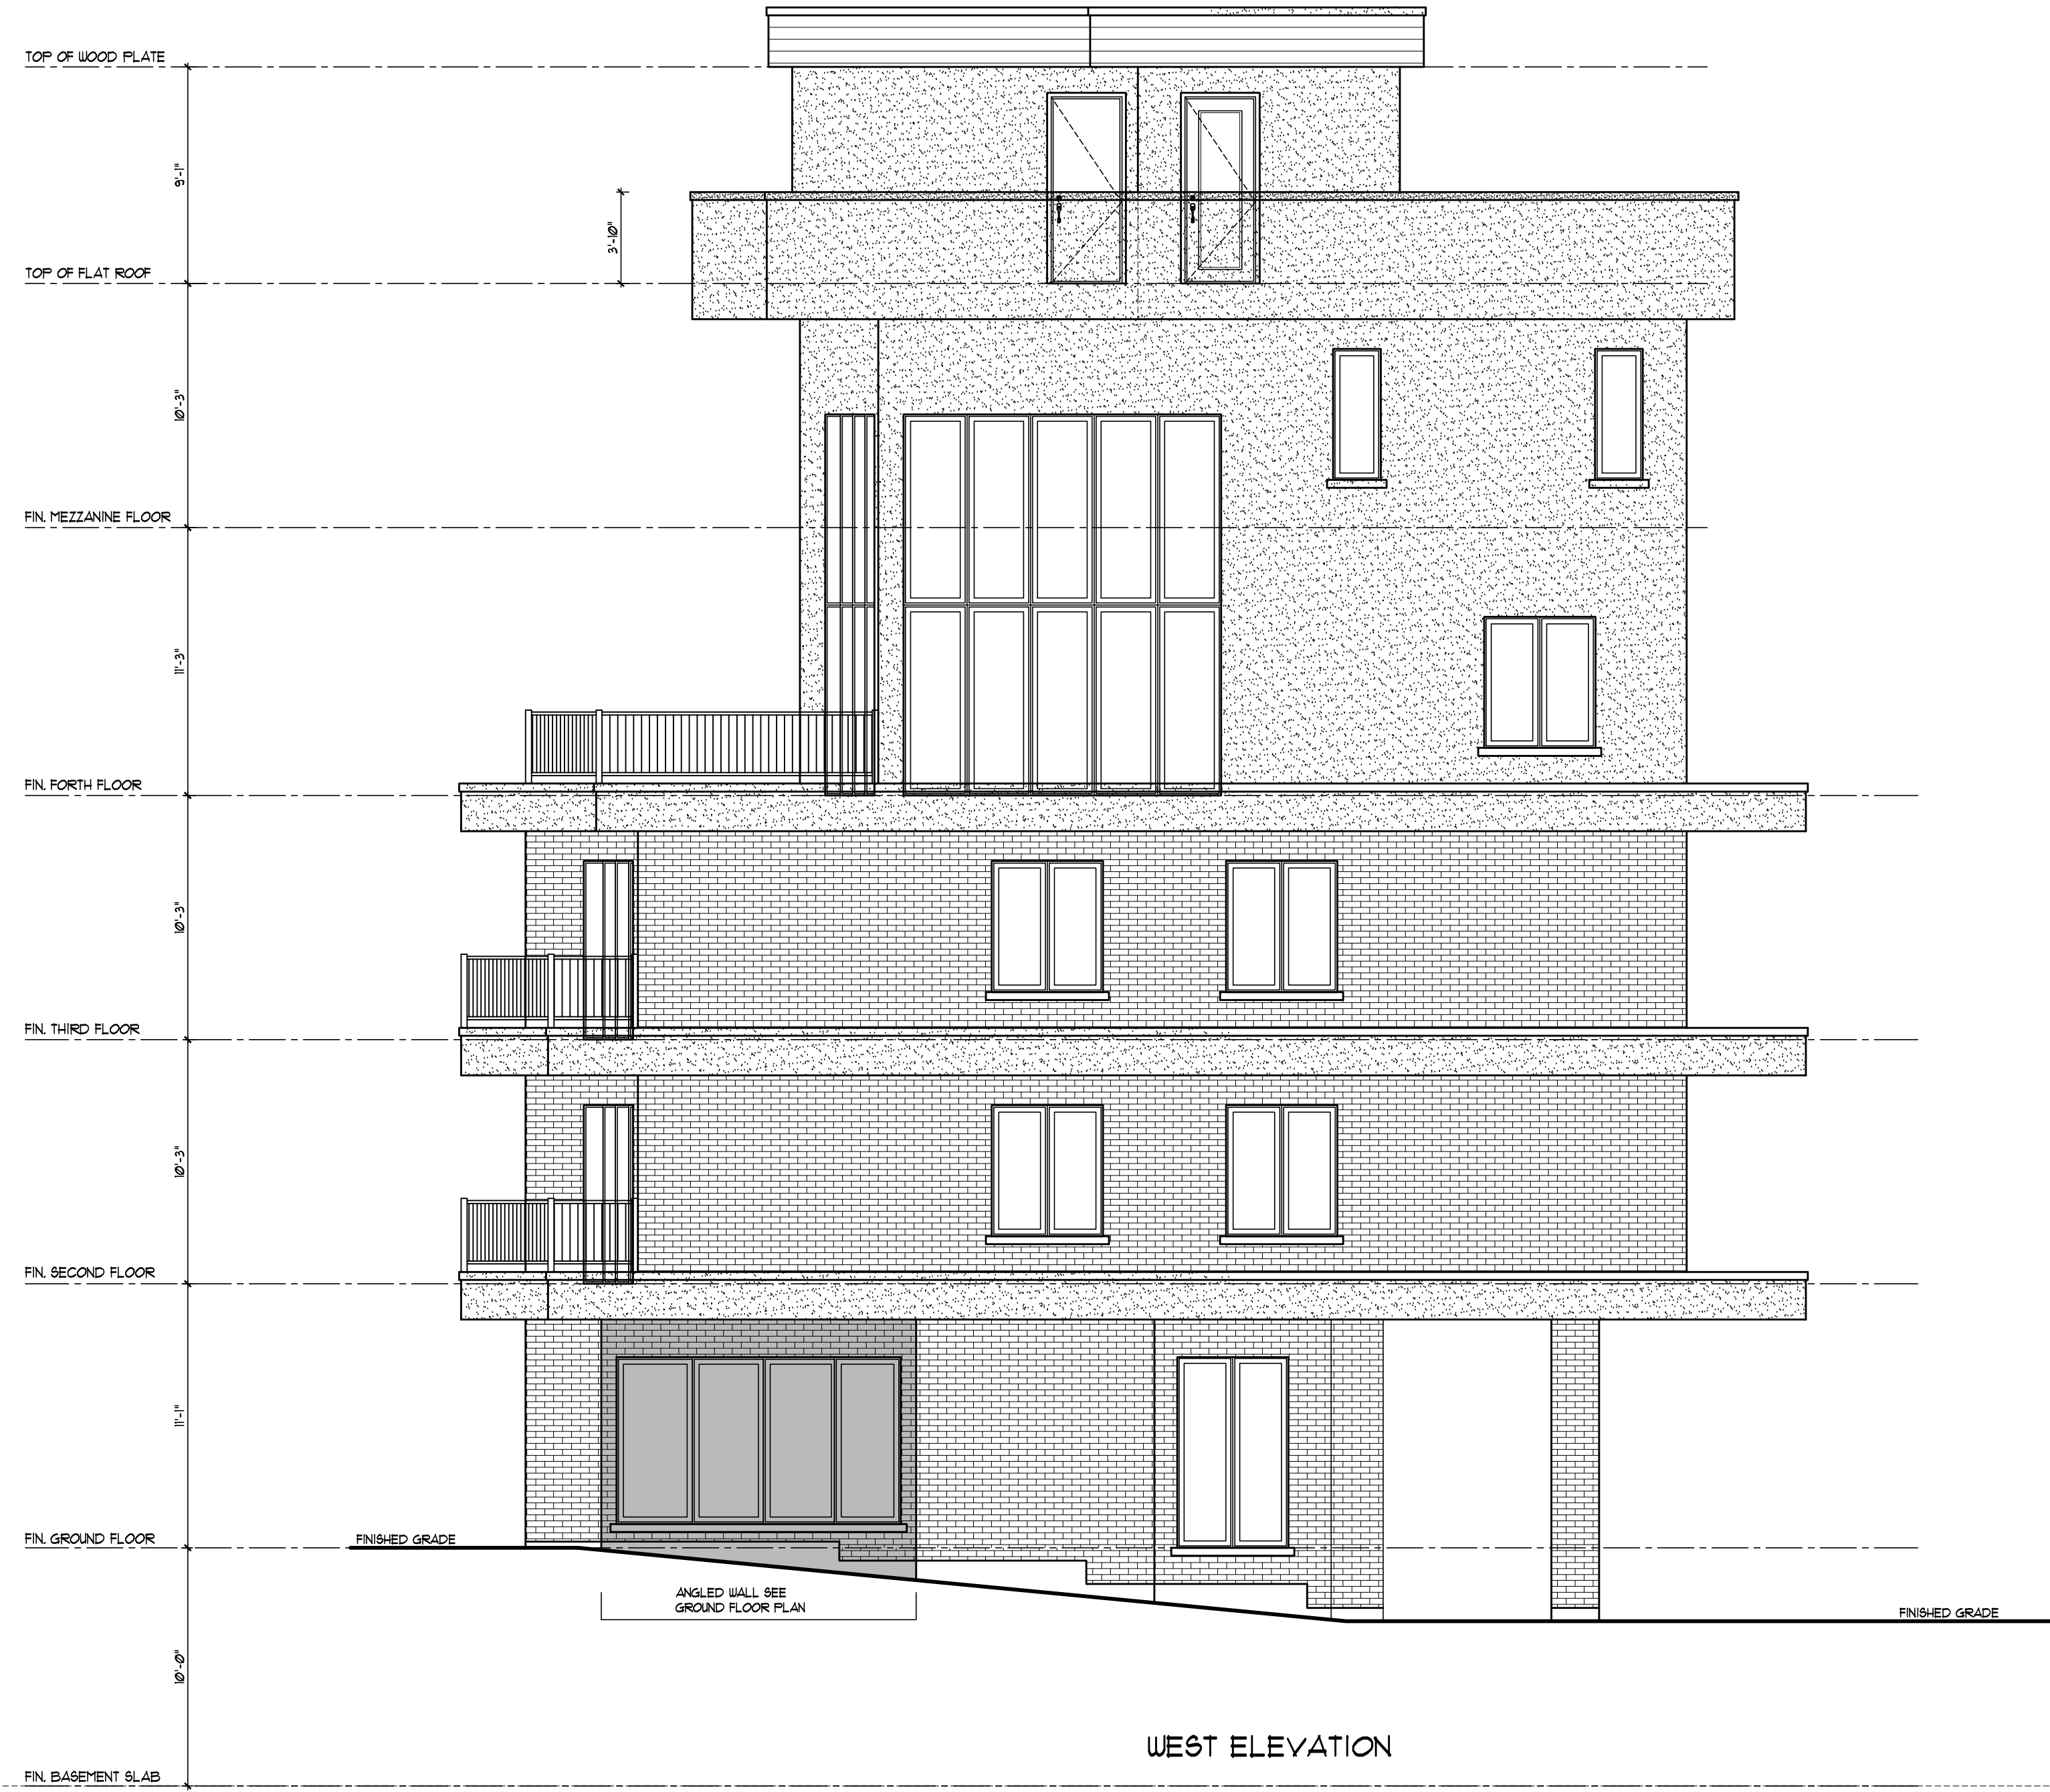 TOP OF WOOD PLATE
9'-1"
3'-10"
TOP OF FLAT ROOF
10'-3"
FIN. MEZZANINE FLOOR
11'-3"
FIN. FORTH FLOOR
10'-3"
FIN. THIRD FLOOR
10'-3"
FIN. SECOND FLOOR
11'-1"
FIN. GROUND FLOOR
FINISHED GRADE
ANGLED WALL SEE
GROUND FLOOR PLAN
FINISHED GRADE
10'-0"
WEST ELEVATION
FIN. BASEMENT SLAB